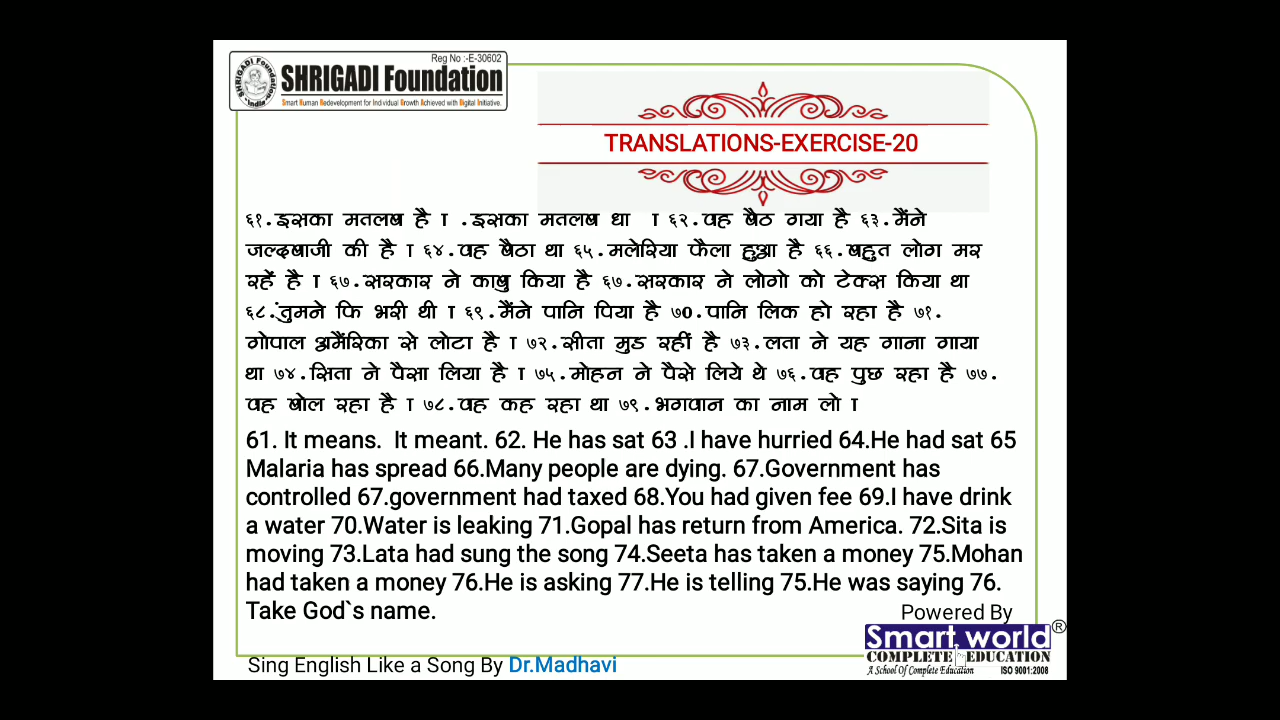 Reg No :-E-30602
SHRIGADI Foundation
Smart Human Redevelopment for Individual Growth Achieved with Digital Initiative.
SHRIGADI Foundation
India
TRANSLATIONS-EXERCISE-20
६१.इसका मतलब है I .इसका मतलब था I ६२.वह बैठ गया है ६३.मैंने
जल्दबाजी की है I ६४.वह बैठा था ६५.मलेरिया फैला हुआ है ६६.बहुत लोग मर
रहें है I ६७.सरकार ने काबु किया है ६७.सरकार ने लोगो को टेक्स किया था
६८.ंतुमने फि भरी थी I ६९.मैंने पानि पिया है ७0.पानि लिक हो रहा है ७१.
गोपाल अमैंरिका से लोटा है I ७२.सीता मुड रहीं है ७३.लता ने यह गाना गाया
था ७४.सिता ने पैसा लिया है I ७५.मोहन ने पैसे लिये थे ७६.वह पुछ रहा है ७७.
वह बोल रहा है I ७८.वह कह रहा था ७९.भगवान का नाम लो I
61. It means.  It meant. 62. He has sat 63 .I have hurried 64.He had sat 65
Malaria has spread 66.Many people are dying. 67.Government has
controlled 67.government had taxed 68.You had given fee 69.I have drink
a water 70.Water is leaking 71.Gopal has return from America. 72.Sita is
moving 73.Lata had sung the song 74.Seeta has taken a money 75.Mohan
had taken a money 76.He is asking 77.He is telling 75.He was saying 76.
Take God`s name.
Powered By
Smart world ®
COMPLETE EDUCATION
A School Of Complete Education ISO 9001:2008
Sing English Like a Song By Dr.Madhavi